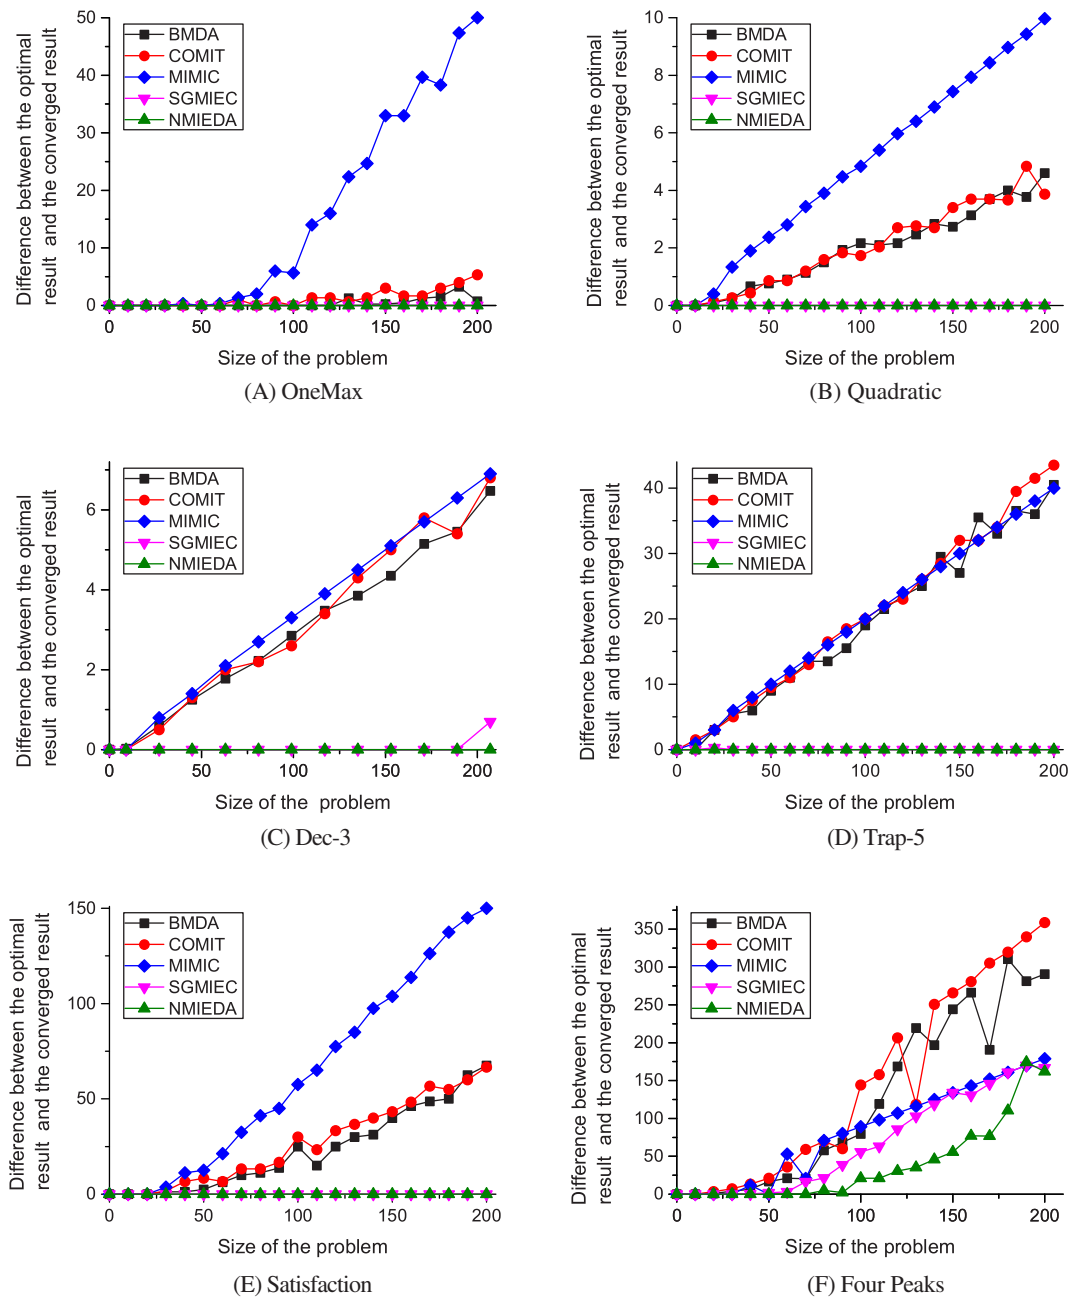 Difference between the optimal
result and the converged result
50
40
30
20
10
0
BMDA
COMIT
MIMIC
SGMIEC
NMIEDA
0
50
100
150
200
Size of the problem
(A) OneMax
Difference between the optimal
result and the converged result
10
8
6
4
2
0
BMDA
COMIT
MIMIC
SGMIEC
NMIEDA
0
50
100
150
200
Size of the problem
(B) Quadratic
Difference between the optimal
result and the converged result
6
4
2
0
BMDA
COMIT
MIMIC
SGMIEC
NMIEDA
0
50
100
150
200
Size of the problem
(C) Dec-3
Difference between the optimal
result and the converged result
40
30
20
10
0
BMDA
COMIT
MIMIC
SGMIEC
NMIEDA
0
50
100
150
200
Size of the problem
(D) Trap-5
Difference between the optimal
result and the converged result
150
100
50
0
BMDA
COMIT
MIMIC
SGMIEC
NMIEDA
0
50
100
150
200
Size of the problem
(E) Satisfaction
Difference between the optimal
result and the converged result
350
300
250
200
150
100
50
0
BMDA
COMIT
MIMIC
SGMIEC
NMIEDA
0
50
100
150
200
Size of the problem
(F) Four Peaks